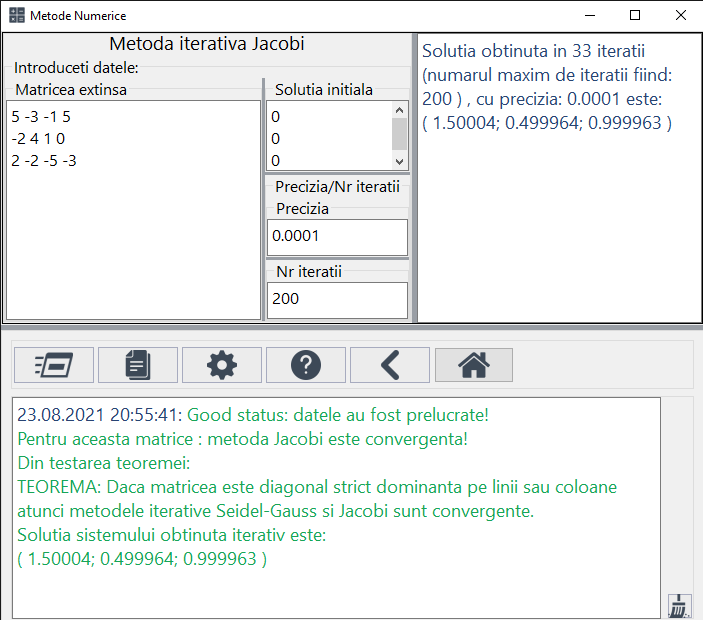 Metode Numerice
Metoda iterativa Jacobi
Introduceti datele:
Matricea extinsa
5 -3 -1 5
-2 4 1 0
2 -2 -5 -3
Solutia initiala
0
0
0
Precizia/Nr iteratii
Precizia
0.0001
Nr iteratii
200
Solutia obtinuta in 33 iteratii
(numarul maxim de iteratii fiind:
200 ) , cu precizia: 0.0001 este:
( 1.50004; 0.499964; 0.999963 )
23.08.2021 20:55:41: Good status: datele au fost prelucrate!
Pentru aceasta matrice : metoda Jacobi este convergenta!
Din testarea teoremei:
TEOREMA: Daca matricea este diagonal strict dominanta pe linii sau coloane
atunci metodele iterative Seidel-Gauss si Jacobi sunt convergente.
Solutia sistemului obtinuta iterativ este:
( 1.50004; 0.499964; 0.999963 )